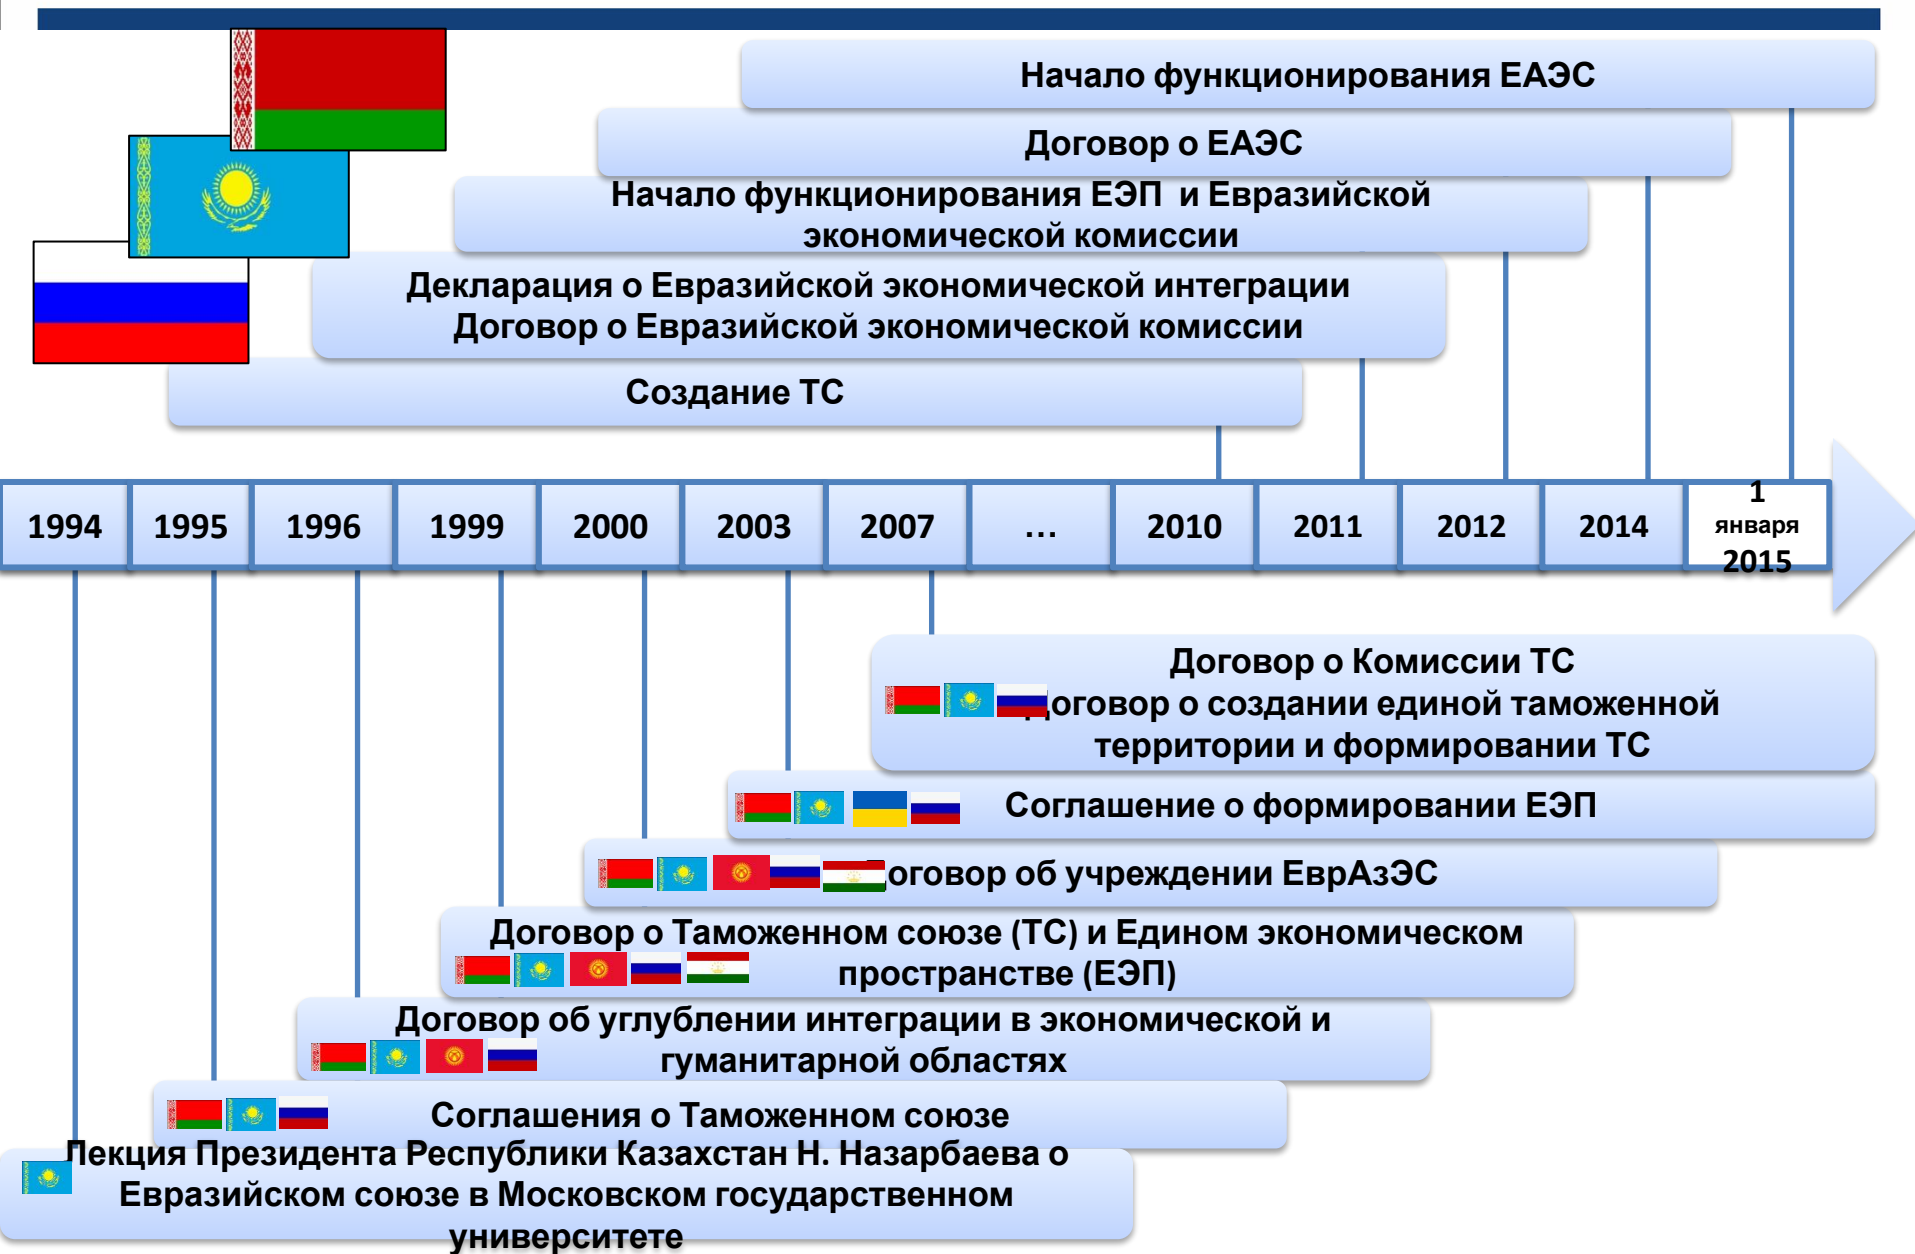 Начало функционирования ЕАЭС
Договор о ЕАЭС
Начало функционирования ЕЭП и Евразийской
экономической комиссии
Декларация о Евразийской экономической интеграции
Договор о Евразийской экономической комиссии
Создание ТС
1994 1995 1996 1999 2000 2003 2007 ... 2010 2011 2012 2014 1 января 2015
Договор о Комиссии ТС
Договор о создании единой таможенной
территории и формировании ТС
Соглашение о формировании ЕЭП
Договор об учреждении ЕврАзЭС
Договор о Таможенном союзе (ТС) и Едином экономическом
пространстве (ЕЭП)
Договор об углублении интеграции в экономической и
гуманитарной областях
Соглашения о Таможенном союзе
Лекция Президента Республики Казахстан Н. Назарбаева о
Евразийском союзе в Московском государственном
университете